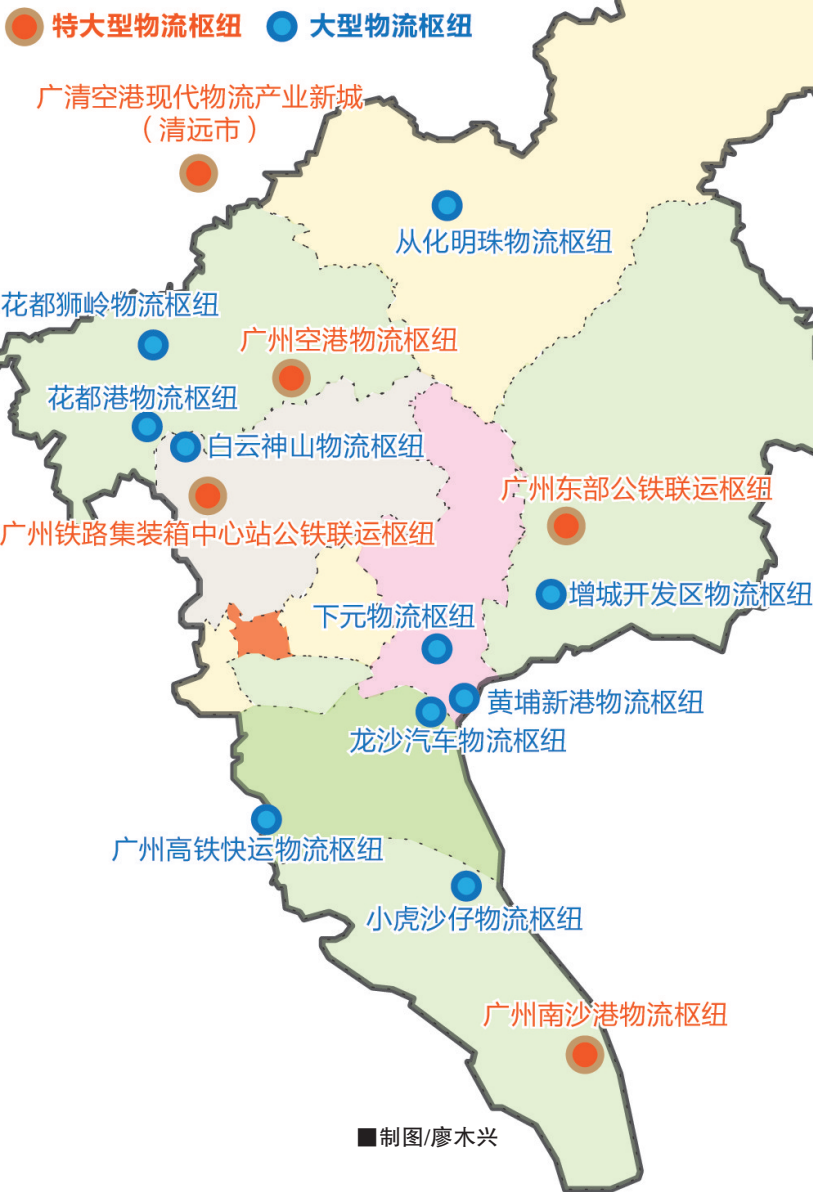 特大型物流枢纽 大型物流枢纽
广清空港现代物流产业新城
（清远市）
从化明珠物流枢纽
花都狮岭物流枢纽
广州空港物流枢纽
花都港物流枢纽
白云神山物流枢纽
广州东部公铁联运枢纽
广州铁路集装箱中心站公铁联运枢纽
增城开发区物流枢纽
下元物流枢纽
黄埔新港物流枢纽
龙沙汽车物流枢纽
广州高铁快运物流枢纽
小虎沙仔物流枢纽
广州南沙港物流枢纽
■制图/廖木兴